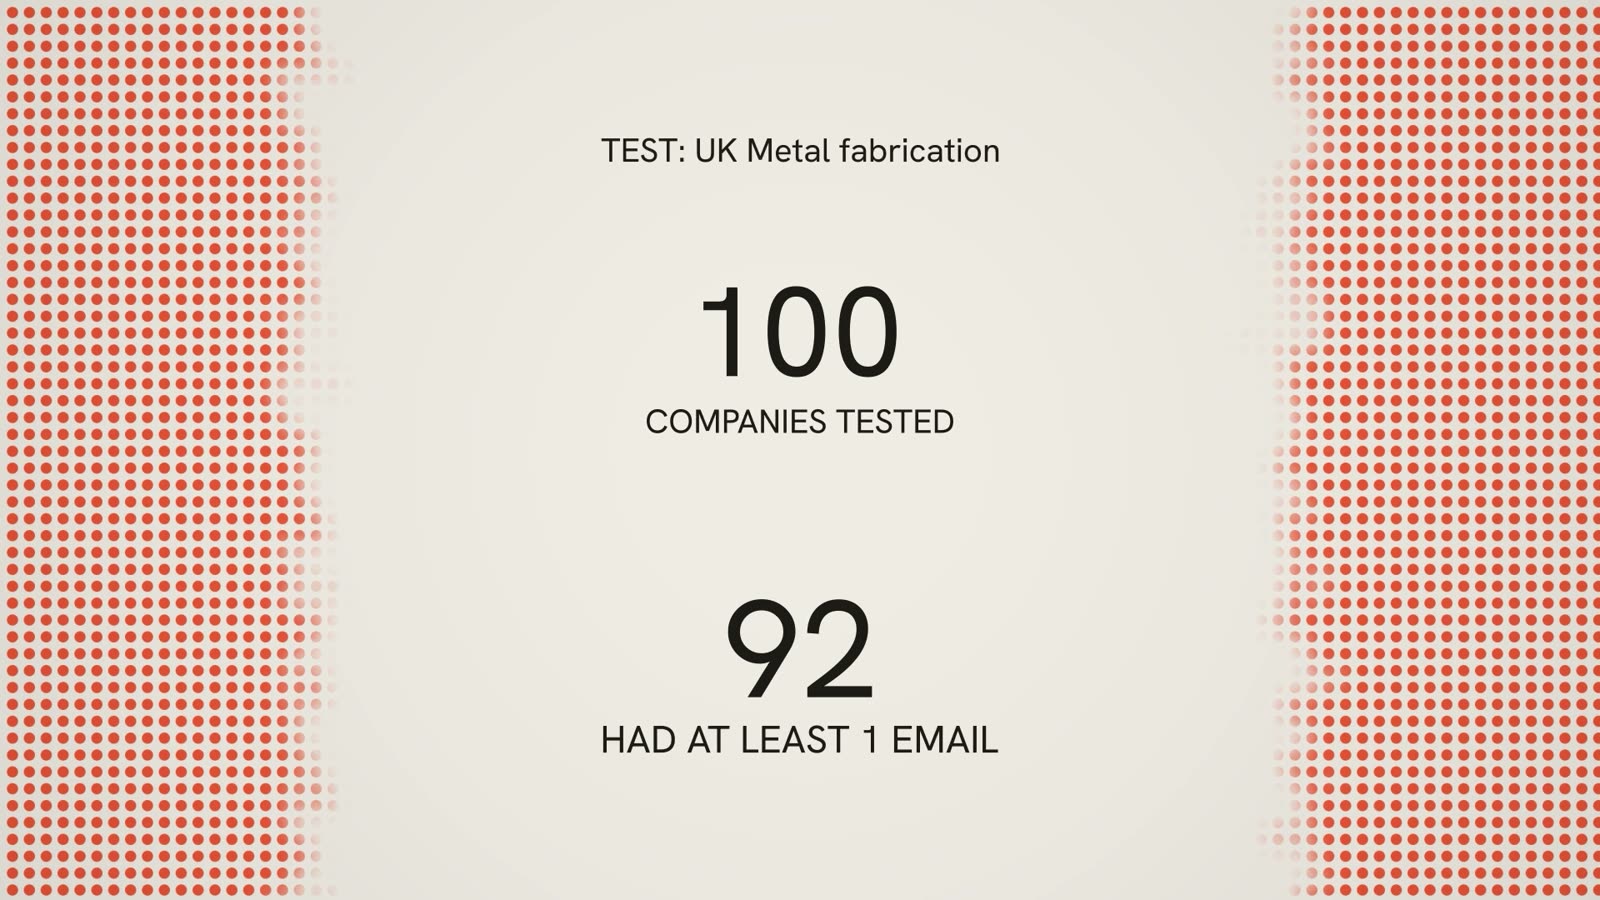 TEST: UK Metal fabrication
100
COMPANIES TESTED
92
HAD AT LEAST 1 EMAIL